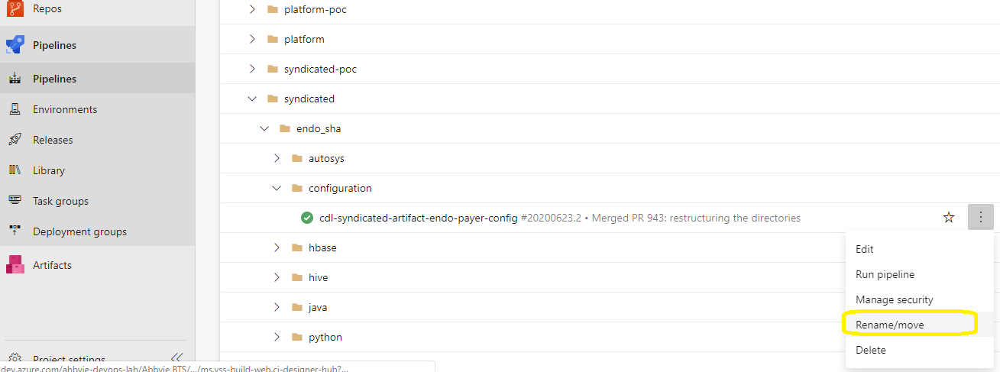 Repos
Pipelines
Pipelines
Environments
Releases
Library
Task groups
Deployment groups
Artifacts
Project settings
dev.azure.com/abbvie-devops-lab/Abbvie BTS/.../ms.vss-build-web.ci-designer-hub?...
platform-poc
platform
syndicated-poc
syndicated
endo_sha
autosys
configuration
cdl-syndicated-artifact-endo-payer-config #20200623.2 • Merged PR 943: restructuring the directories
hbase
hive
java
python
Edit
Run pipeline
Manage security
Rename/move
Delete